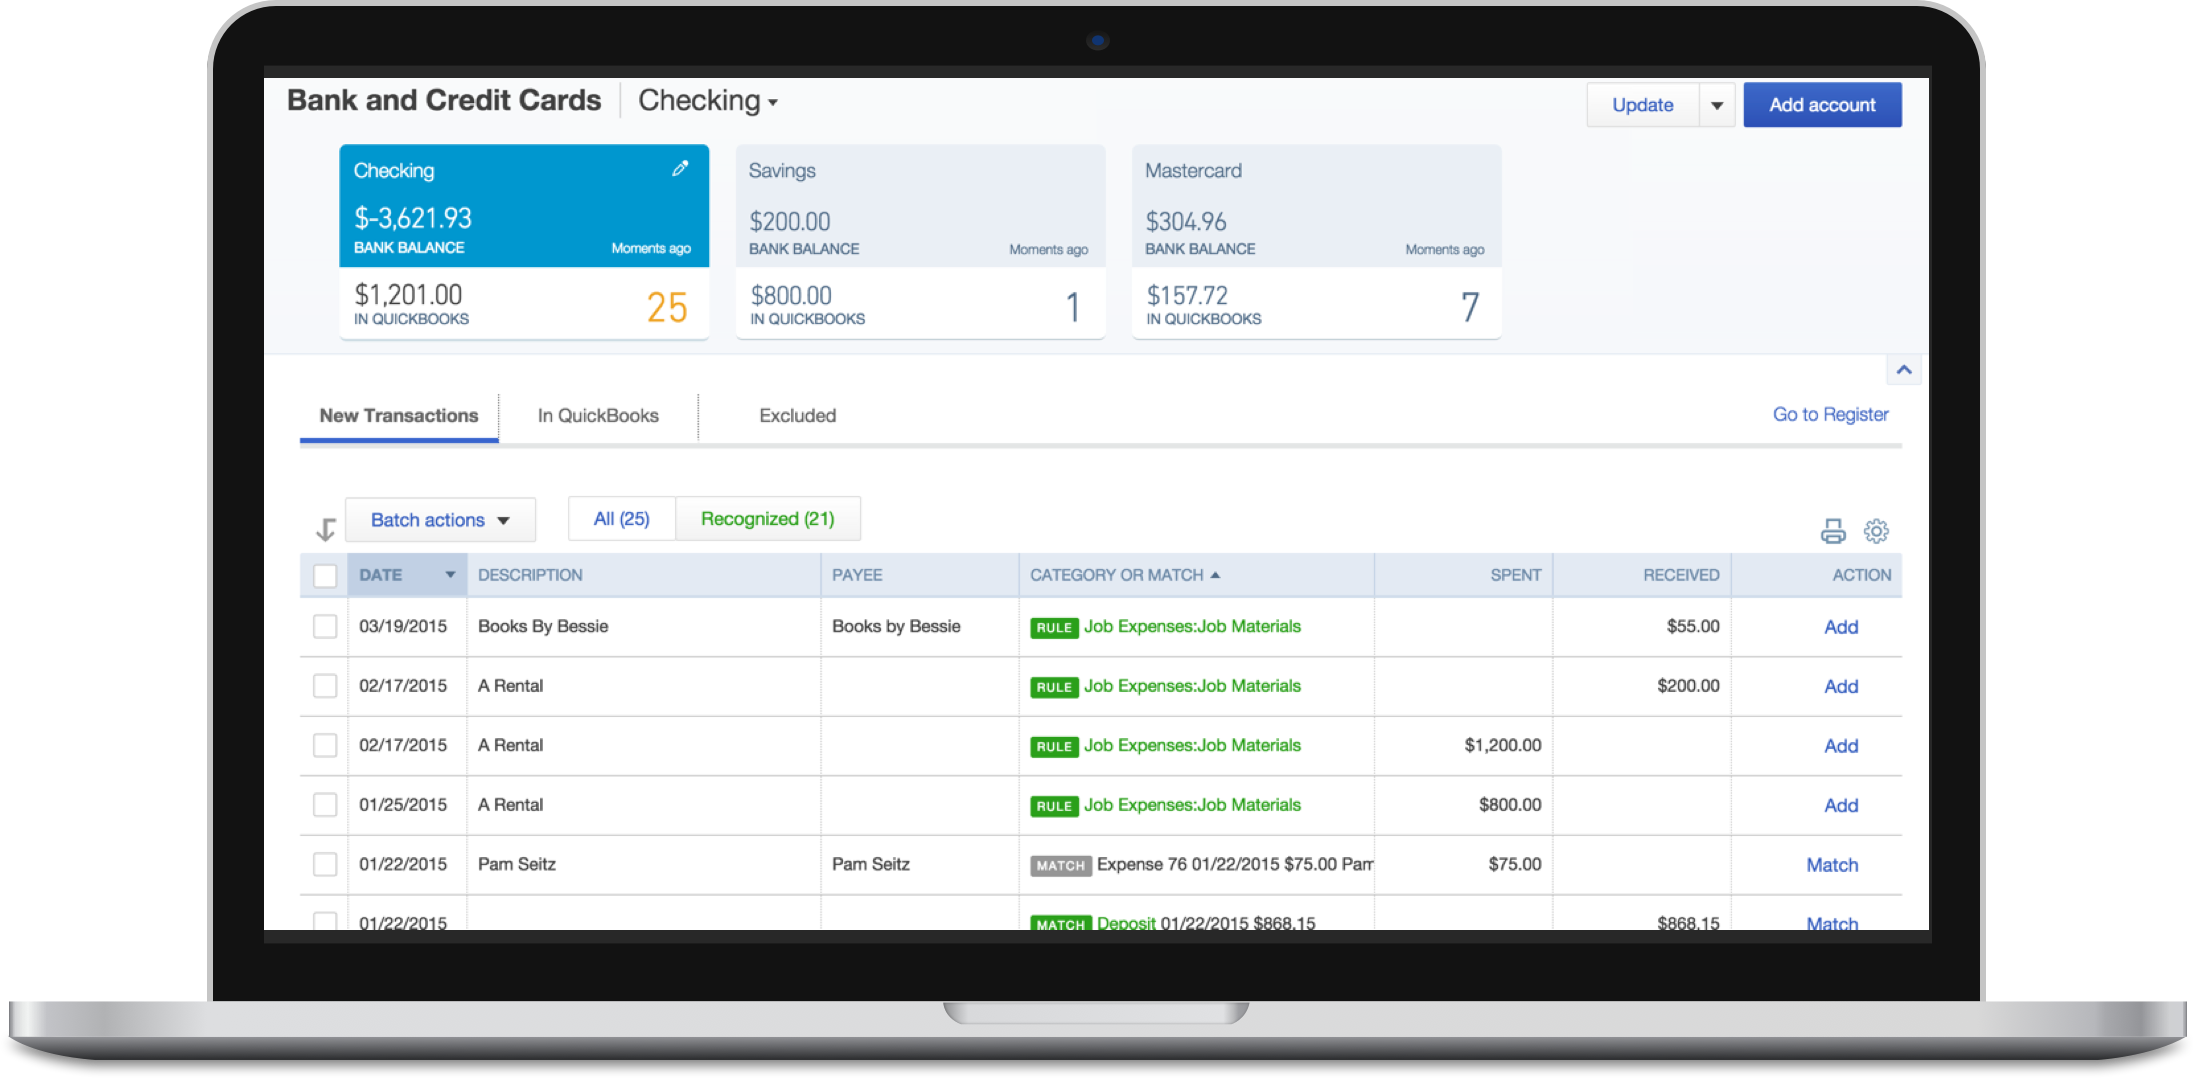 Bank and Credit Cards Checking
Update Add account
Checking
$-3,621.93
BANK BALANCE Moments ago
$1,201.00 25
IN QUICKBOOKS
Savings
$200.00
BANK BALANCE Moments ago
$800.00 1
IN QUICKBOOKS
Mastercard
$304.96
BANK BALANCE Moments ago
$157.72 7
IN QUICKBOOKS
New Transactions In QuickBooks Excluded Go to Register
Batch actions All (25) Recognized (21)
DATE DESCRIPTION PAYEE CATEGORY OR MATCH SPENT RECEIVED ACTION
03/19/2015 Books By Bessie Books by Bessie RULE Job Expenses:Job Materials $55.00 Add
02/17/2015 A Rental RULE Job Expenses:Job Materials $200.00 Add
02/17/2015 A Rental RULE Job Expenses:Job Materials $1,200.00 Add
01/25/2015 A Rental RULE Job Expenses:Job Materials $800.00 Add
01/22/2015 Pam Seitz Pam Seitz MATCH Expense 76 01/22/2015 $75.00 Pam $75.00 Match
01/22/2015 MATCH Deposit 01/22/2015 $868.15 $868.15 Match